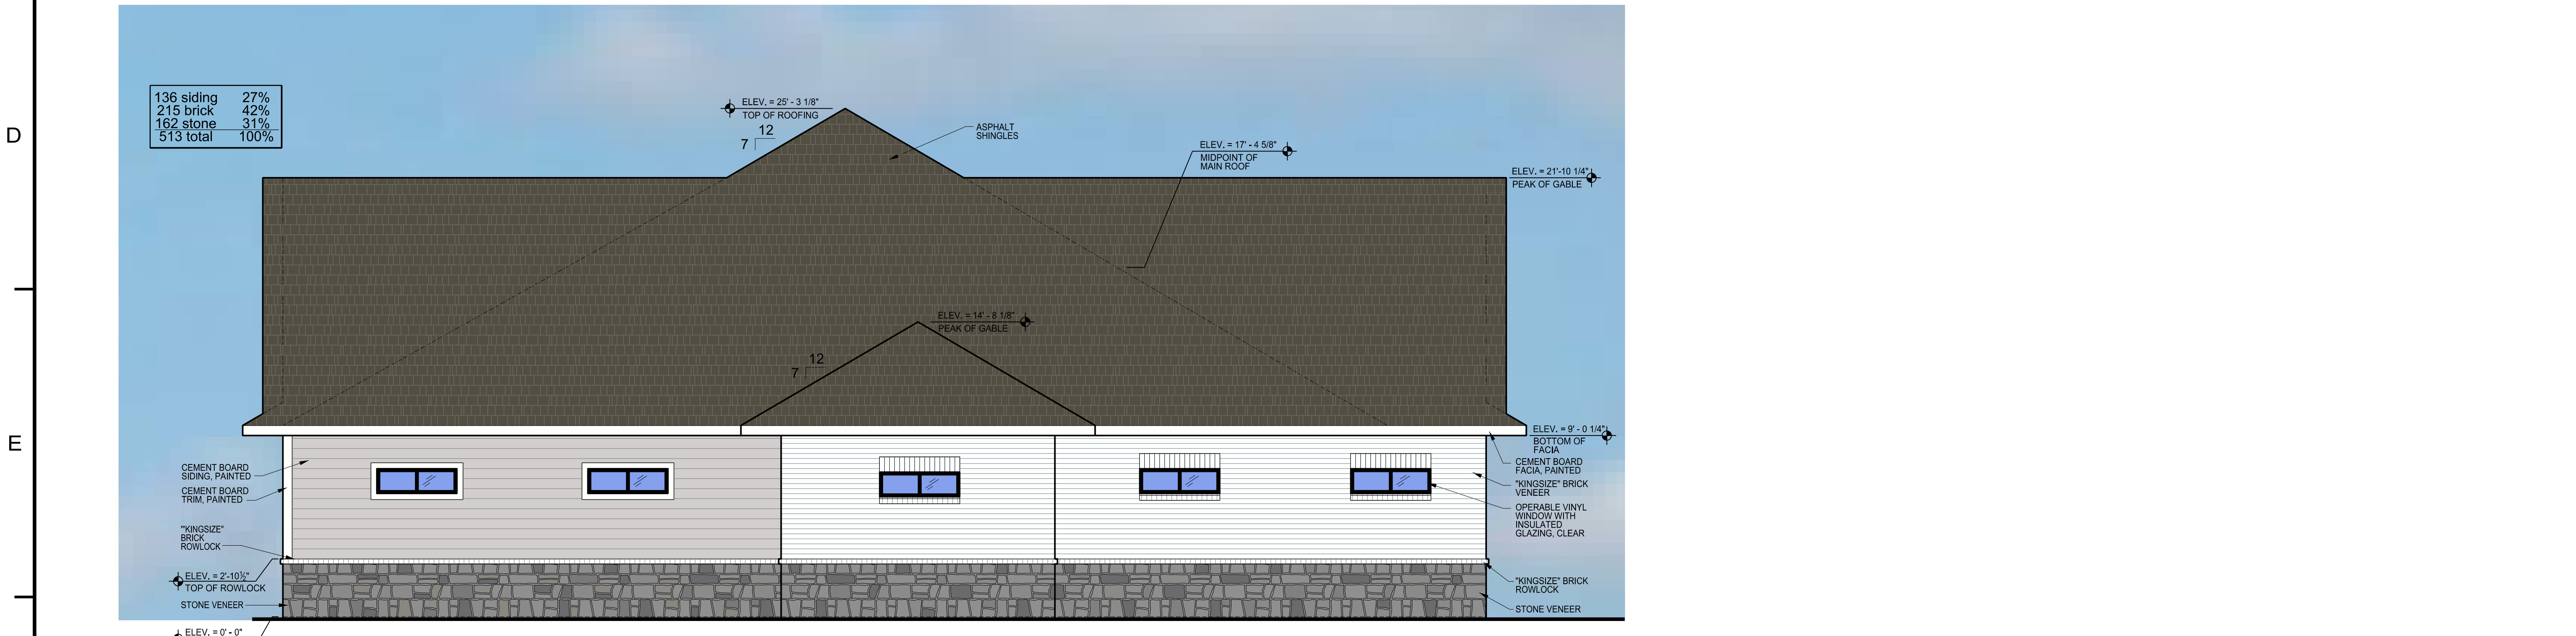 D
E
136 siding 27%
215 brick 42%
162 stone 31%
513 total 100%
ELEV. = 25' - 3 1/8"
TOP OF ROOFING
12
7
ASPHALT
SHINGLES
ELEV. = 17' - 4 5/8"
MIDPOINT OF
MAIN ROOF
ELEV. = 21'-10 1/4"
PEAK OF GABLE
ELEV. = 14' - 8 1/8"
PEAK OF GABLE
12
7
ELEV. = 9' - 0 1/4"
BOTTOM OF
FACIA
CEMENT BOARD
SIDING, PAINTED
CEMENT BOARD
TRIM, PAINTED
"KINGSIZE"
BRICK
ROWLOCK
ELEV. = 2'-10½"
TOP OF ROWLOCK
STONE VENEER
ELEV. = 0' - 0"
CEMENT BOARD
FACIA, PAINTED
"KINGSIZE" BRICK
VENEER
OPERABLE VINYL
WINDOW WITH
INSULATED
GLAZING, CLEAR
"KINGSIZE" BRICK
ROWLOCK
STONE VENEER